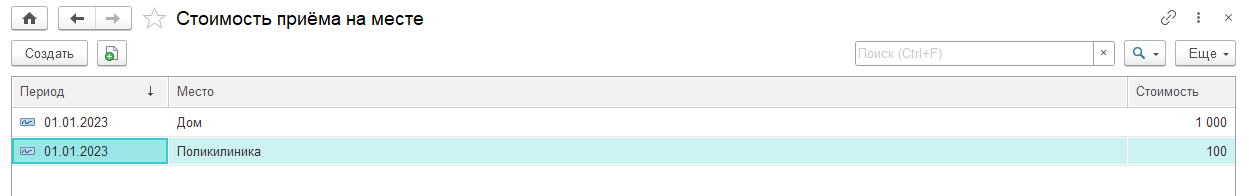 Стоимость приёма на месте
Создать
Поиск (Ctrl+F)
Еще
Период Место Стоимость
01.01.2023 Дом 1 000
01.01.2023 Поликилиника 100